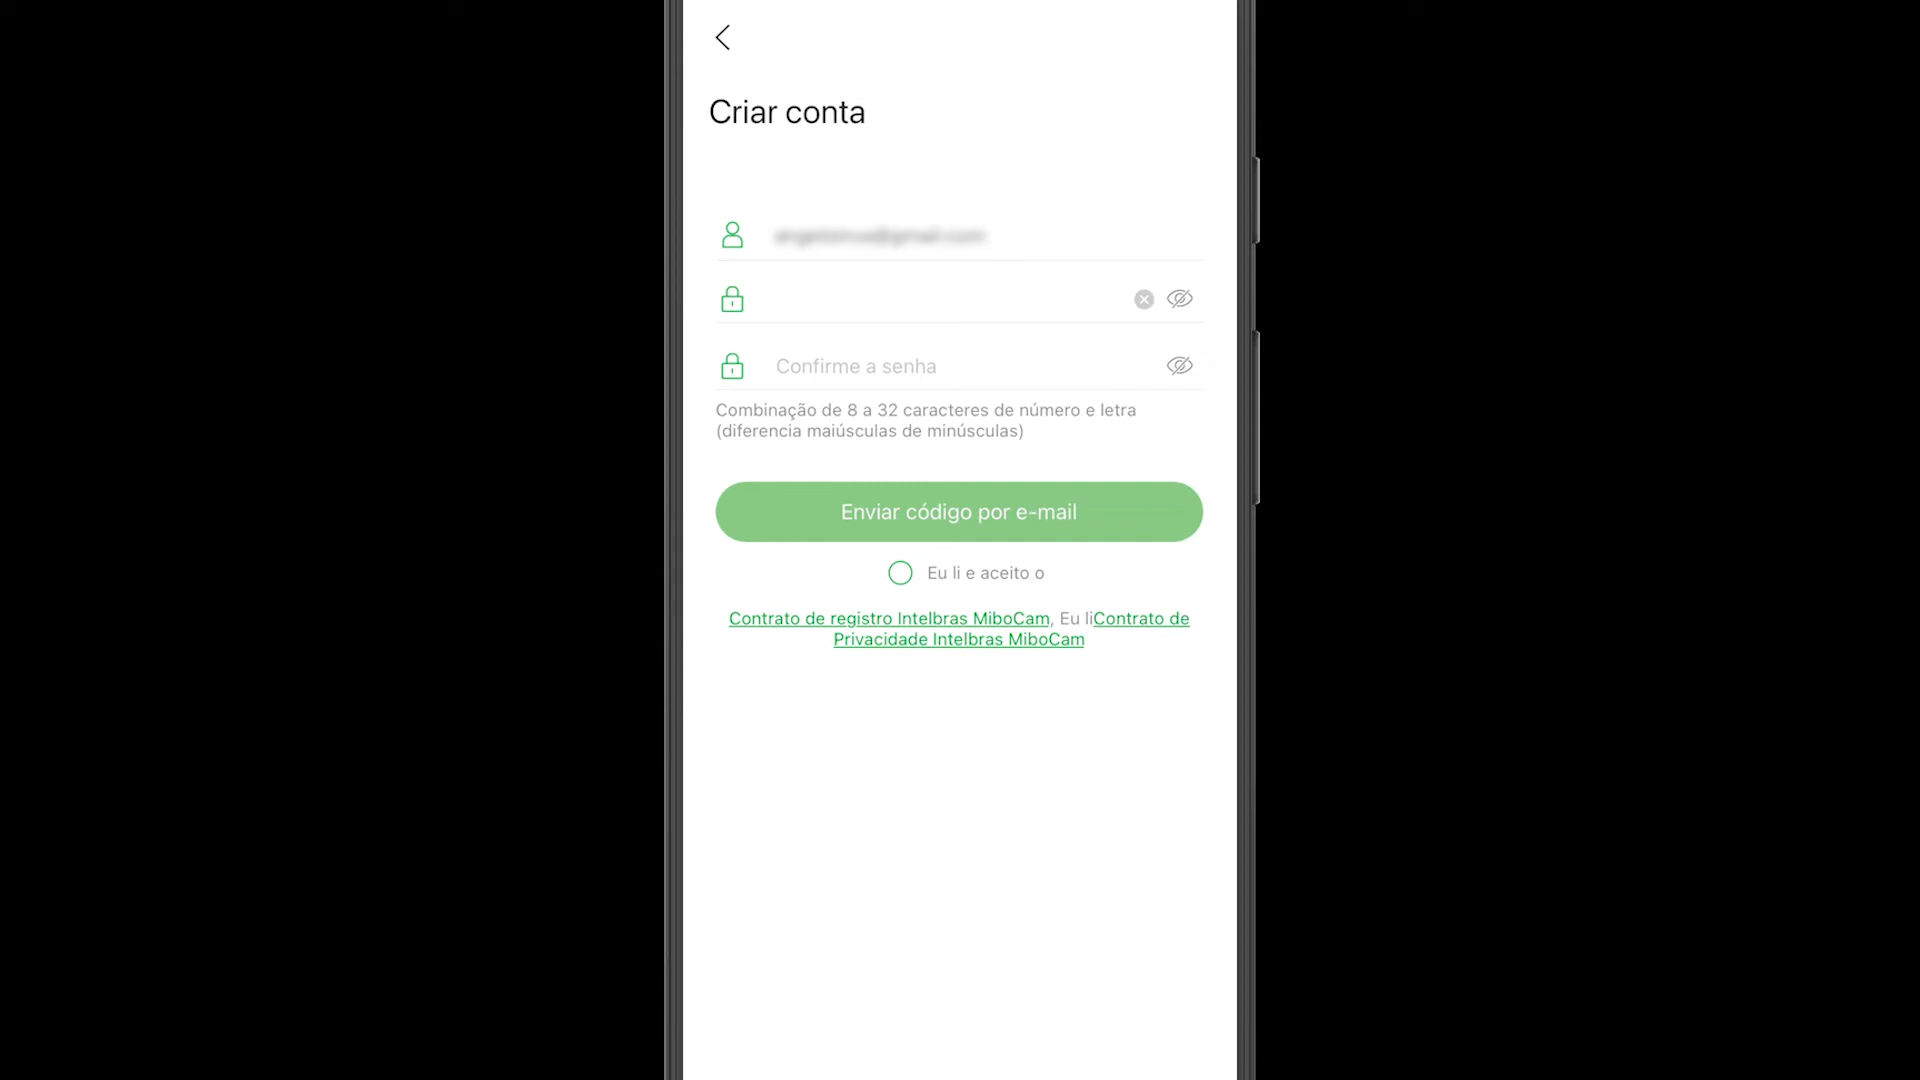 Criar conta
Confirme a senha
Combinação de 8 a 32 caracteres de número e letra
(diferencia maiúsculas de minúsculas)
Enviar código por e-mail
Eu li e aceito o
Contrato de registro Intelbras MiboCam, Eu liContrato de
Privacidade Intelbras MiboCam